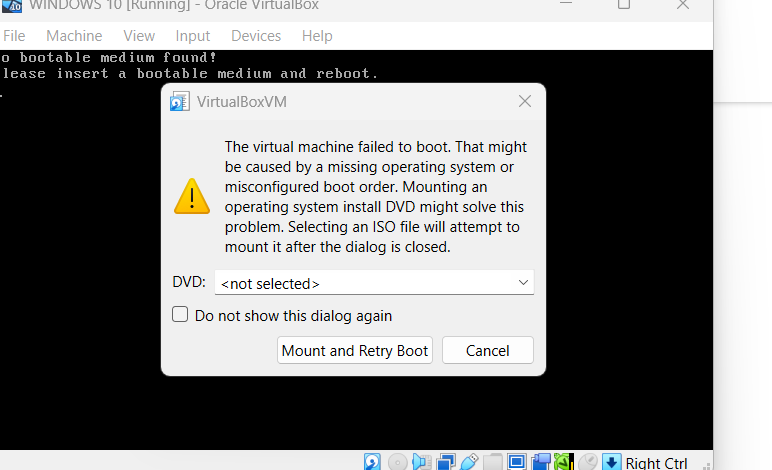 WINDOWS 10 [Running] - Oracle VirtualBox
File Machine View Input Devices Help
o bootable medium found!
lease insert a bootable medium and reboot.
VirtualBoxVM
The virtual machine failed to boot. That might
be caused by a missing operating system or
misconfigured boot order. Mounting an
operating system install DVD might solve this
problem. Selecting an ISO file will attempt to
mount it after the dialog is closed.
DVD: <not selected>
Do not show this dialog again
Mount and Retry Boot Cancel
Right Ctrl